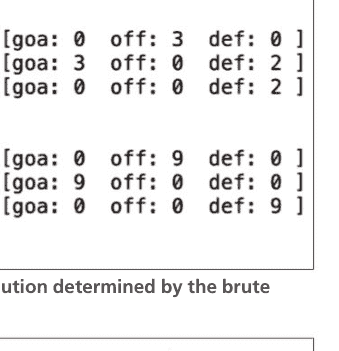 [goa: 0 off: 3 def: 0 ]
[goa: 3 off: 0 def: 2 ]
[goa: 0 off: 0 def: 2 ]
[goa: 0 off: 9 def: 0 ]
[goa: 9 off: 0 def: 0 ]
[goa: 0 off: 0 def: 9 ]
ution determined by the brute